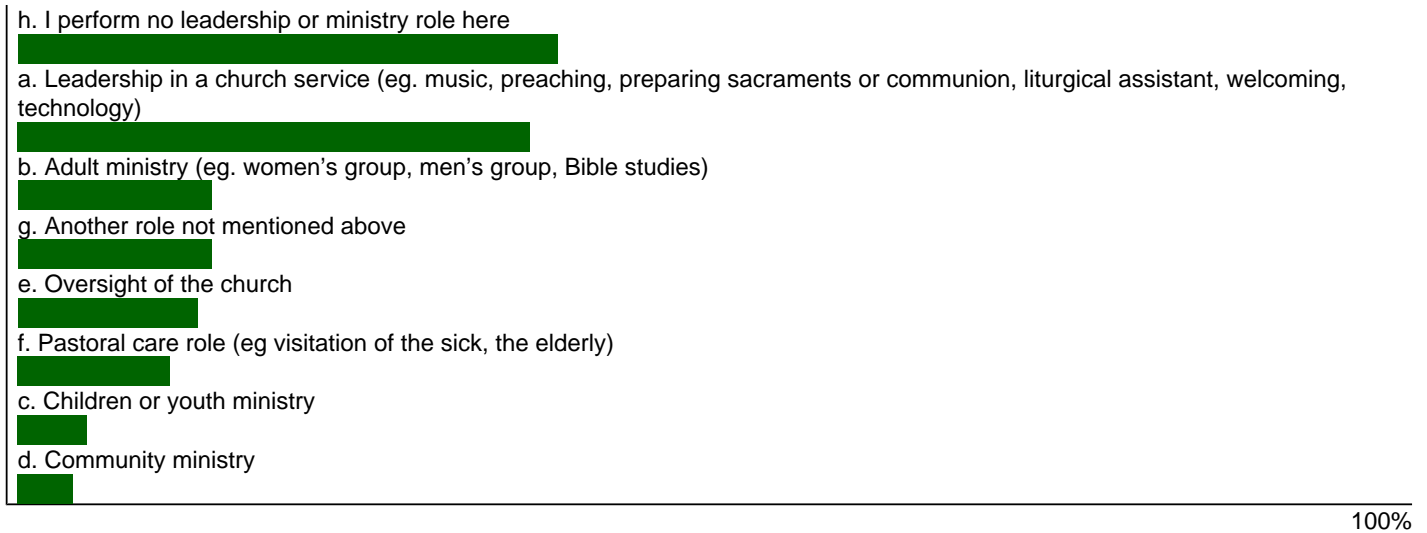 h. I perform no leadership or ministry role here
a. Leadership in a church service (eg. music, preaching, preparing sacraments or communion, liturgical assistant, welcoming,
technology)
b. Adult ministry (eg. women's group, men's group, Bible studies)
g. Another role not mentioned above
e. Oversight of the church
f. Pastoral care role (eg visitation of the sick, the elderly)
c. Children or youth ministry
d. Community ministry
100%